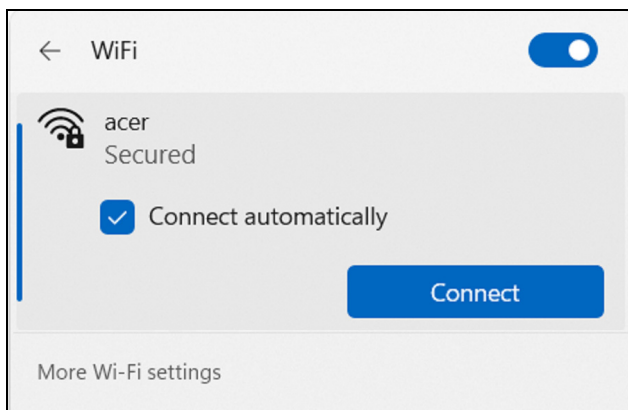 WiFi
acer
Secured
Connect automatically
Connect
More Wi-Fi settings